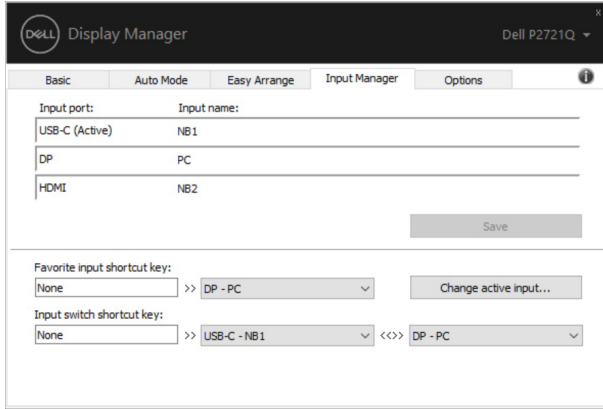 x
DELL Display Manager Dell P2721Q
Basic Auto Mode Easy Arrange Input Manager Options i
Input port: Input name:
USB-C (Active) NB1
DP PC
HDMI NB2
Save
Favorite input shortcut key:
None >> DP - PC Change active input...
Input switch shortcut key:
None >> USB-C - NB1 <<>> DP - PC